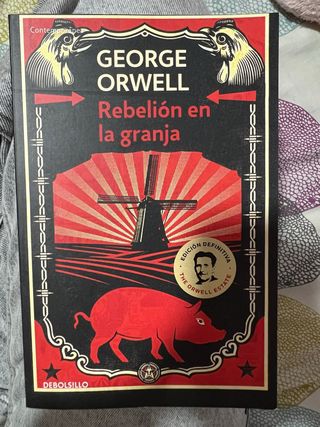 Contemporánea
GEORGE
ORWELL
Rebelión en
la granja
EDICIÓN DEFINITIVA
THE ORWELL ESTATE
DEBOLSILLO